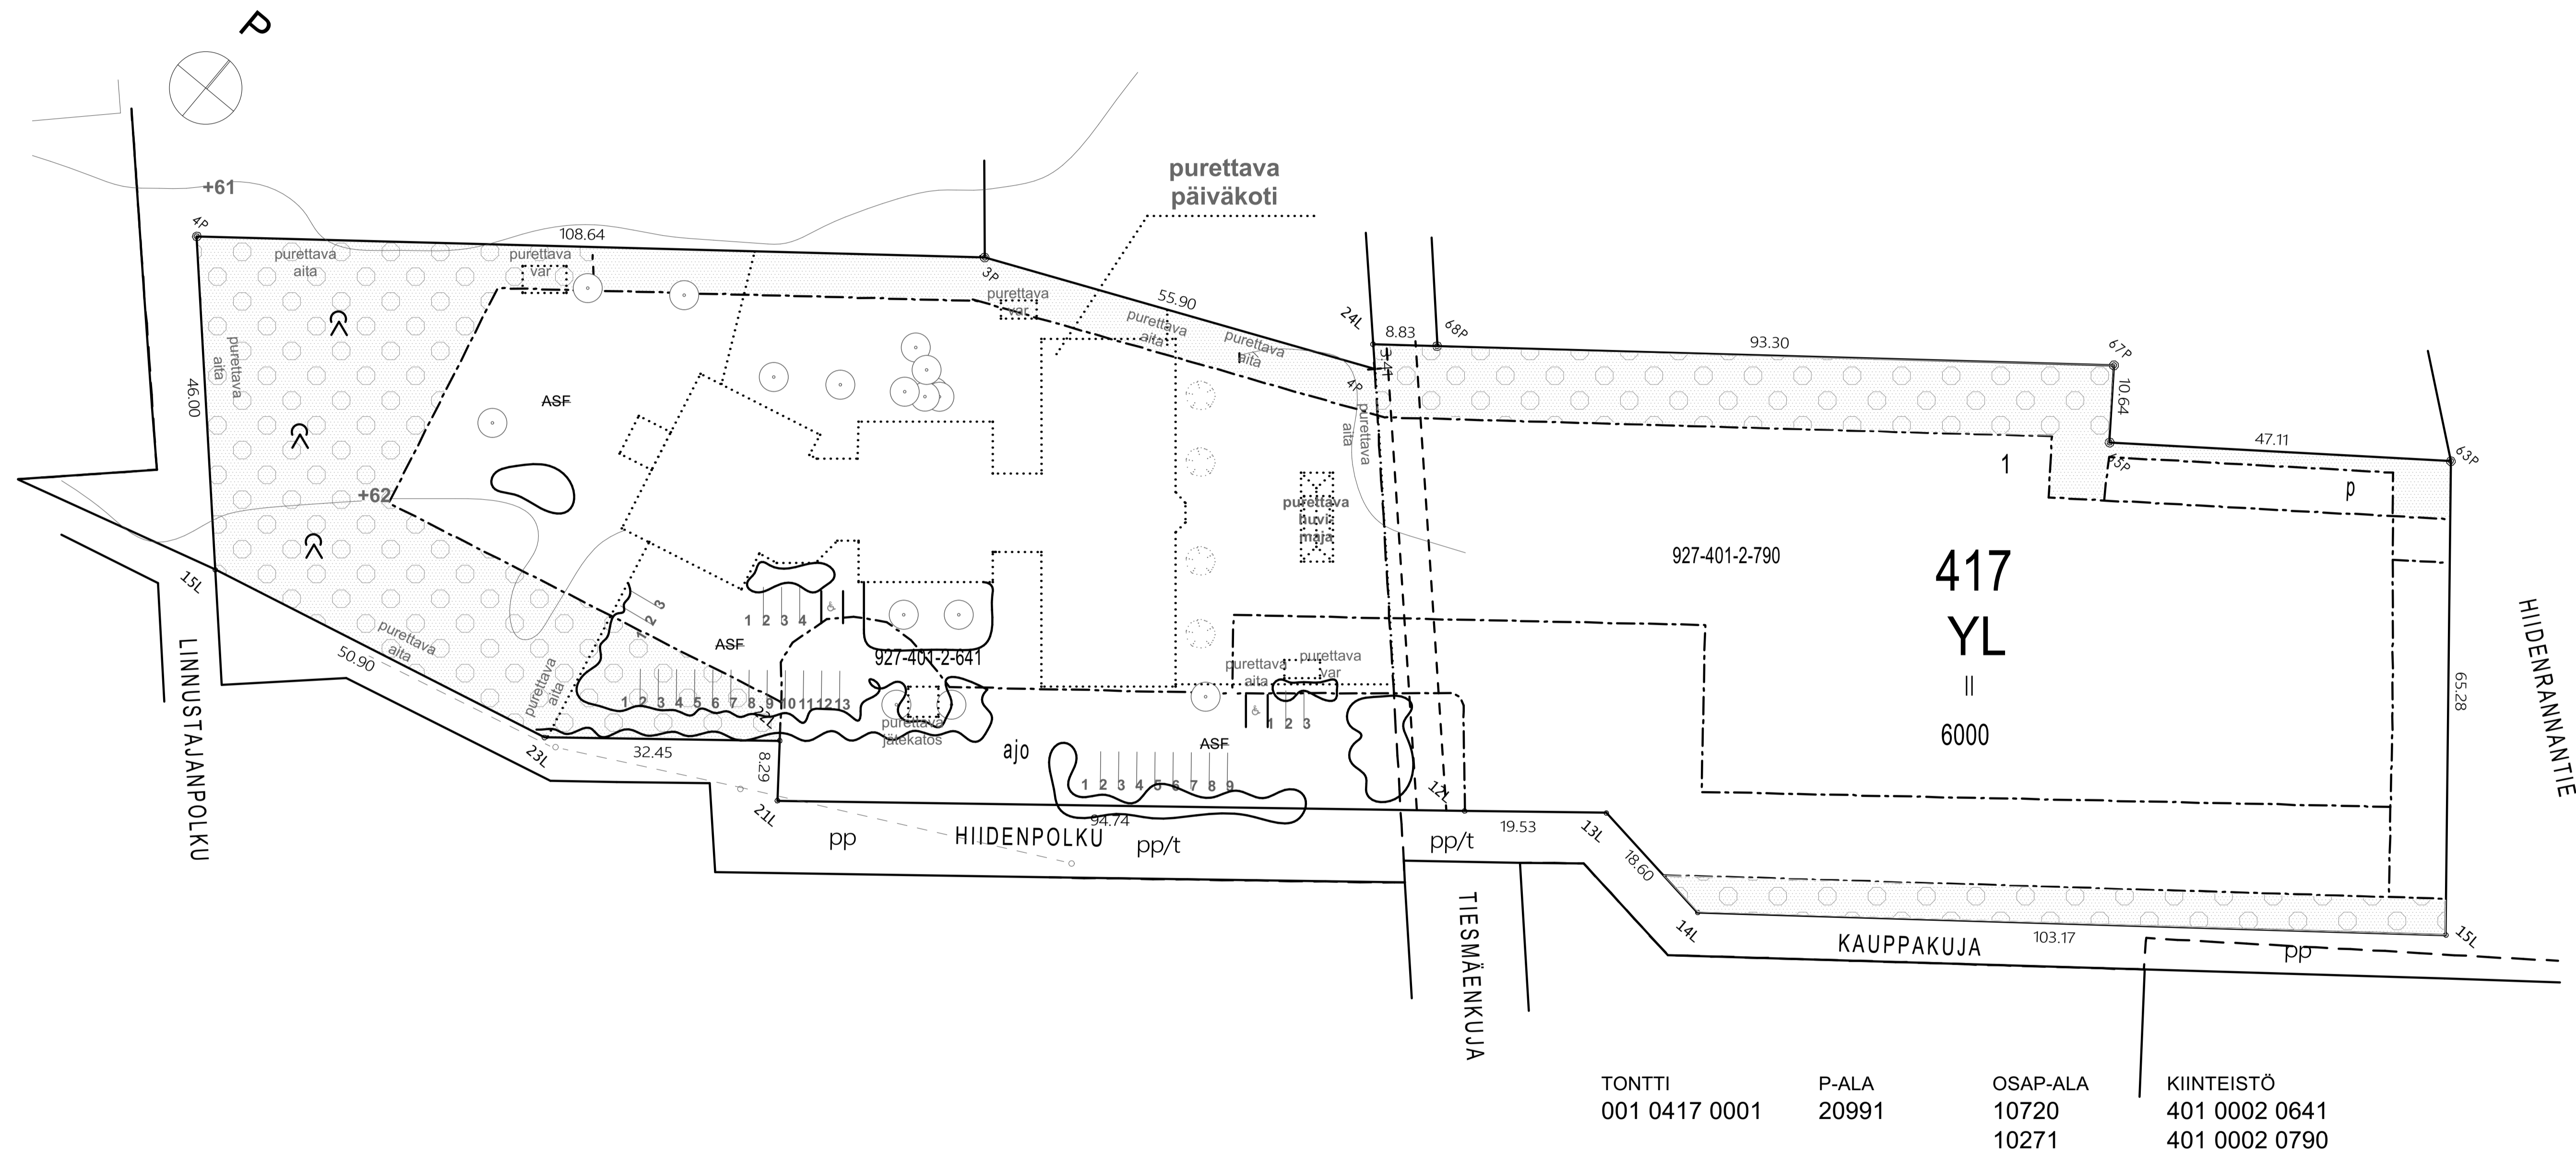 P
+61
4P
108.64
purettava
aita
purettava
var
3P
purettava
var
purettava
päiväkoti
55.90
purettava
aita
purettava
aita
24L
8.83
68P
3.41
4P
purettava
aita
93.30
67P
10.64
65P
47.11
63P
1
p
46.00
purettava
aita
ASF
+62
purettava
huvi-
maja
927-401-2-790
417
YL
II
6000
HIIDENRANNANTIE
65.28
15L
LINNUSTAJANPOLKU
50.90
purettava
aita
1 2 3
1 2 3 4
ASF
927-401-2-641
purettava
aita
1 2 3 4 5 6 7 8 9 10 11 12 13
22L
purettava
jätekatos
purettava
aita
purettava
var
1 2 3
ASF
ajo
1 2 3 4 5 6 7 8 9
23L
32.45
8.29
21L
94.74
12L
19.53
13L
pp
HIIDENPOLKU
pp/t
pp/t
18.60
14L
KAUPPAKUJA
103.17
pp
15L
TIESMÄENKUJA
TONTTI P-ALA OSAP-ALA KIINTEISTÖ
001 0417 0001 20991 10720 401 0002 0641
10271 401 0002 0790